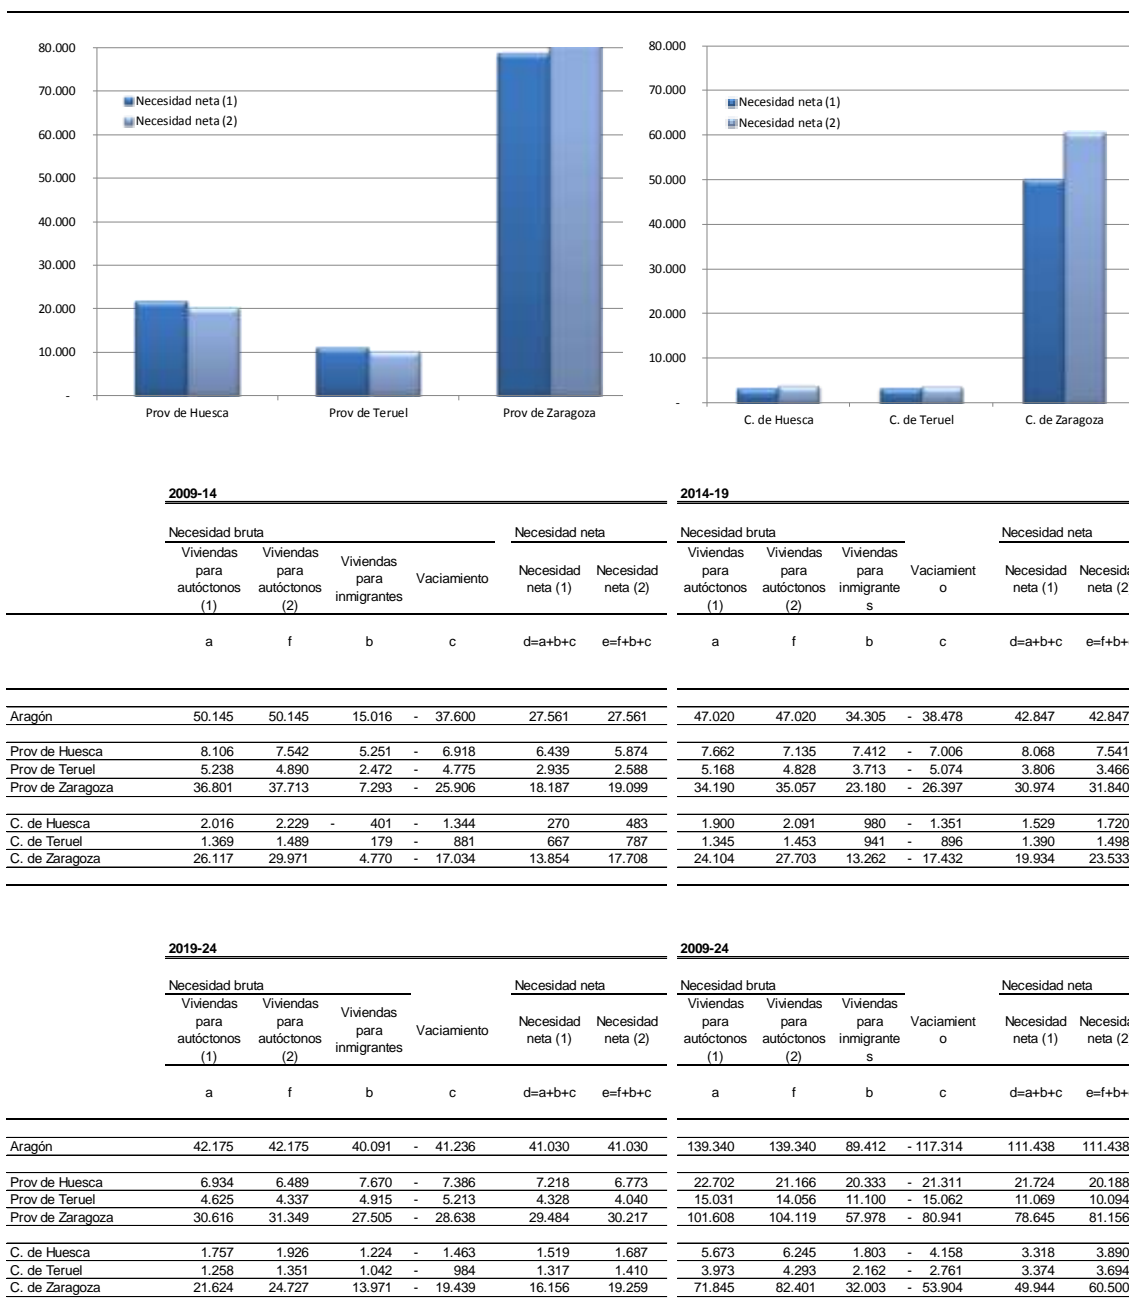 80.000
70.000
60.000
50.000
40.000
30.000
20.000
10.000
-
Necesidad neta (1)
Necesidad neta (2)
Prov de Huesca Prov de Teruel Prov de Zaragoza
80.000
70.000
60.000
50.000
40.000
30.000
20.000
10.000
-
Necesidad neta (1)
Necesidad neta (2)
C. de Huesca C. de Teruel C. de Zaragoza
2009-14 2014-19
Necesidad bruta Necesidad neta Necesidad bruta Necesidad neta
Viviendas Viviendas Viviendas Viviendas Viviendas
para para Viviendas para para para
autóctonos autóctonos para Vaciamiento Necesidad Necesidad autóctonos autóctonos inmigrante Vaciamient Necesidad Necesida
(1) (2) inmigrantes neta (1) neta (2) (1) (2) s o neta (1) neta (2
a f b c d=a+b+c e=f+b+c a f b c d=a+b+c e=f+b+
Aragón 50.145 50.145 15.016 - 37.600 27.561 27.561 47.020 47.020 34.305 - 38.478 42.847 42.847
Prov de Huesca 8.106 7.542 5.251 - 6.918 6.439 5.874 7.662 7.135 7.412 - 7.006 8.068 7.541
Prov de Teruel 5.238 4.890 2.472 - 4.775 2.935 2.588 5.168 4.828 3.713 - 5.074 3.806 3.466
Prov de Zaragoza 36.801 37.713 7.293 - 25.906 18.187 19.099 34.190 35.057 23.180 - 26.397 30.974 31.840
C. de Huesca 2.016 2.229 - 401 - 1.344 270 483 1.900 2.091 980 - 1.351 1.529 1.720
C. de Teruel 1.369 1.489 179 - 881 667 787 1.345 1.453 941 - 896 1.390 1.498
C. de Zaragoza 26.117 29.971 4.770 - 17.034 13.854 17.708 24.104 27.703 13.262 - 17.432 19.934 23.533
2019-24 2009-24
Necesidad bruta Necesidad neta Necesidad bruta Necesidad neta
Viviendas Viviendas Viviendas Viviendas Viviendas
para para Viviendas para para para
autóctonos autóctonos para Vaciamiento Necesidad Necesidad autóctonos autóctonos inmigrante Vaciamient Necesidad Necesida
(1) (2) inmigrantes neta (1) neta (2) (1) (2) s o neta (1) neta (2
a f b c d=a+b+c e=f+b+c a f b c d=a+b+c e=f+b+
Aragón 42.175 42.175 40.091 - 41.236 41.030 41.030 139.340 139.340 89.412 - 117.314 111.438 111.438
Prov de Huesca 6.934 6.489 7.670 - 7.386 7.218 6.773 22.702 21.166 20.333 - 21.311 21.724 20.188
Prov de Teruel 4.625 4.337 4.915 - 5.213 4.328 4.040 15.031 14.056 11.100 - 15.062 11.069 10.094
Prov de Zaragoza 30.616 31.349 27.505 - 28.638 29.484 30.217 101.608 104.119 57.978 - 80.941 78.645 81.156
C. de Huesca 1.757 1.926 1.224 - 1.463 1.519 1.687 5.673 6.245 1.803 - 4.158 3.318 3.890
C. de Teruel 1.258 1.351 1.042 - 984 1.317 1.410 3.973 4.293 2.162 - 2.761 3.374 3.694
C. de Zaragoza 21.624 24.727 13.971 - 19.439 16.156 19.259 71.845 82.401 32.003 - 53.904 49.944 60.500